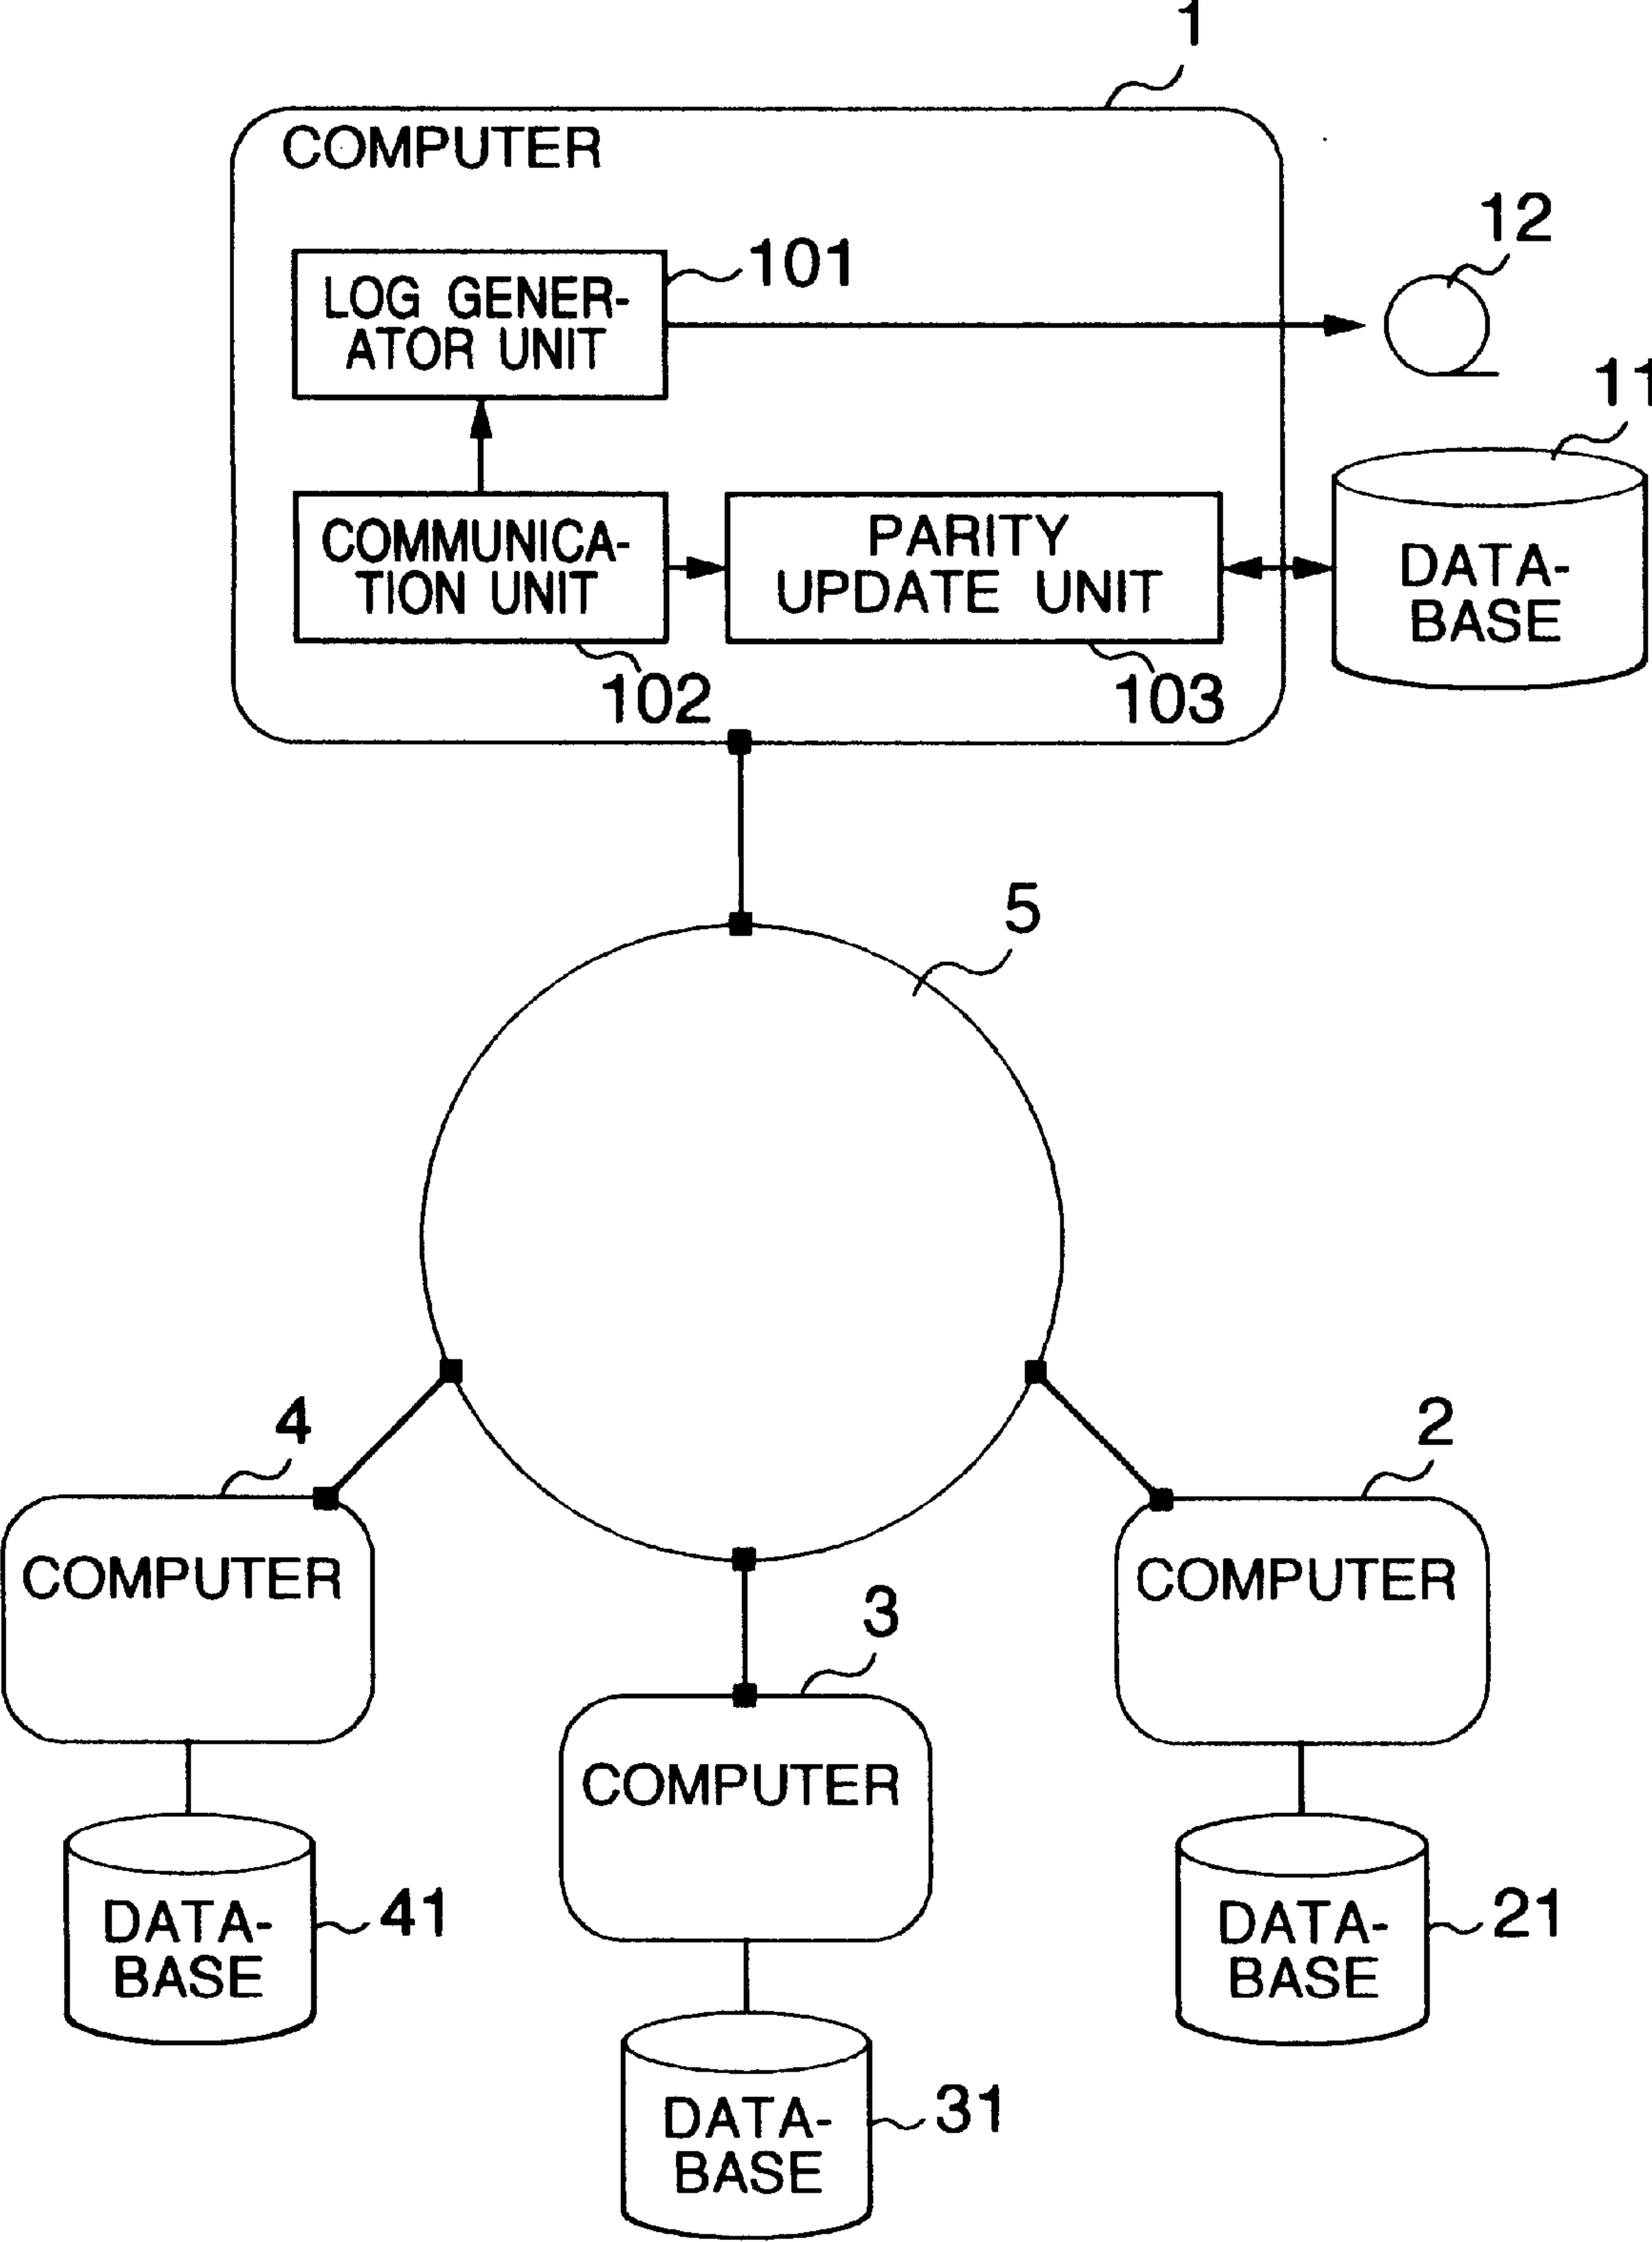 1
COMPUTER
12
101
LOG GENER-
ATOR UNIT
11
COMMUNICA-
TION UNIT
PARITY
UPDATE UNIT
DATA-
BASE
102
103
5
4
2
COMPUTER
COMPUTER
3
COMPUTER
DATA-
BASE
41
DATA-
BASE
21
DATA-
BASE
31